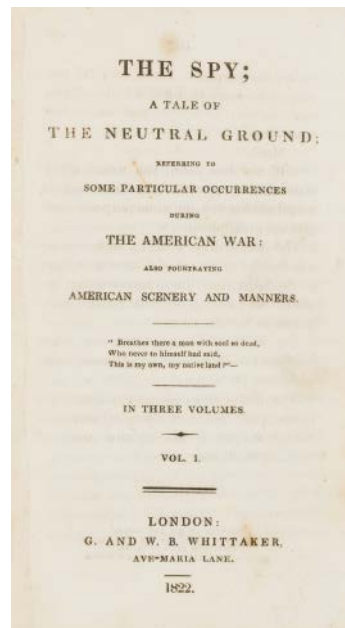 THE SPY;
A TALE OF
THE NEUTRAL GROUND;
REFERRING TO
SOME PARTICULAR OCCURRENCES
DURING
THE AMERICAN WAR:
ALSO POURTRAYING
AMERICAN SCENERY AND MANNERS.
" Breathes there a man with soul so dead,
Who never to himself had said,
This is my own, my native land ?"—
IN THREE VOLUMES.
VOL. I.
LONDON:
G. AND W. B. WHITTAKER,
AVE-MARIA LANE.
1822.